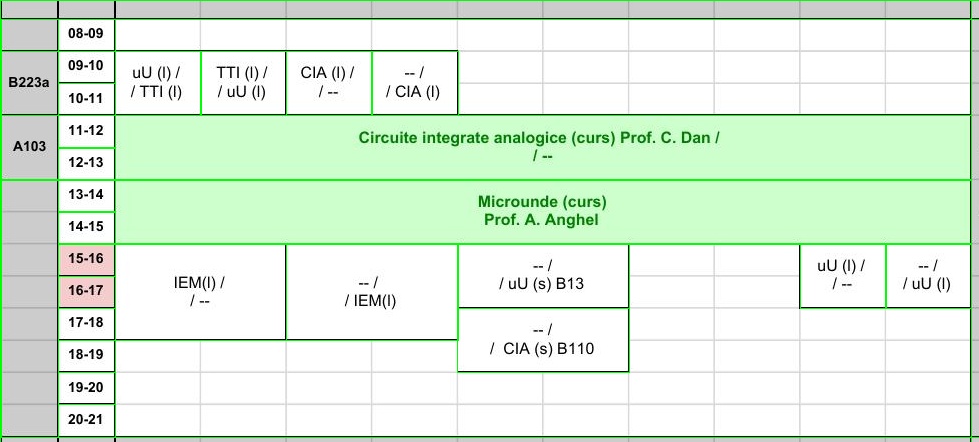 08-09
B223a
09-10
10-11
uU (l) /
/ TTI (l)
TTI (l) /
/ uU (l)
CIA (l) /
/ --
-- /
/ CIA (l)
A103
11-12
12-13
Circuite integrate analogice (curs) Prof. C. Dan /
/ --
13-14
14-15
Microunde (curs)
Prof. A. Anghel
15-16
16-17
17-18
IEM(l) /
/ --
-- /
/ IEM(l)
-- /
/ uU (s) B13
uU (l) /
/ --
-- /
/ uU (l)
-- /
/ CIA (s) B110
18-19
19-20
20-21